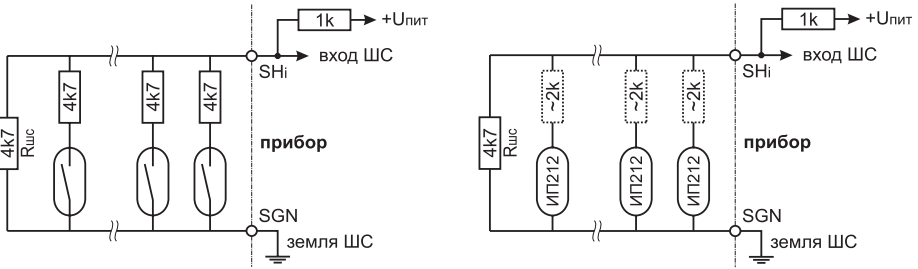 1k
+Uпит
вход ШС
SHi
4k7
4k7
4k7
4k7
Rшс
прибор
SGN
земля ШС
1k
+Uпит
вход ШС
SHi
~2k
~2k
~2k
4k7
Rшс
ИП212
ИП212
ИП212
прибор
SGN
земля ШС